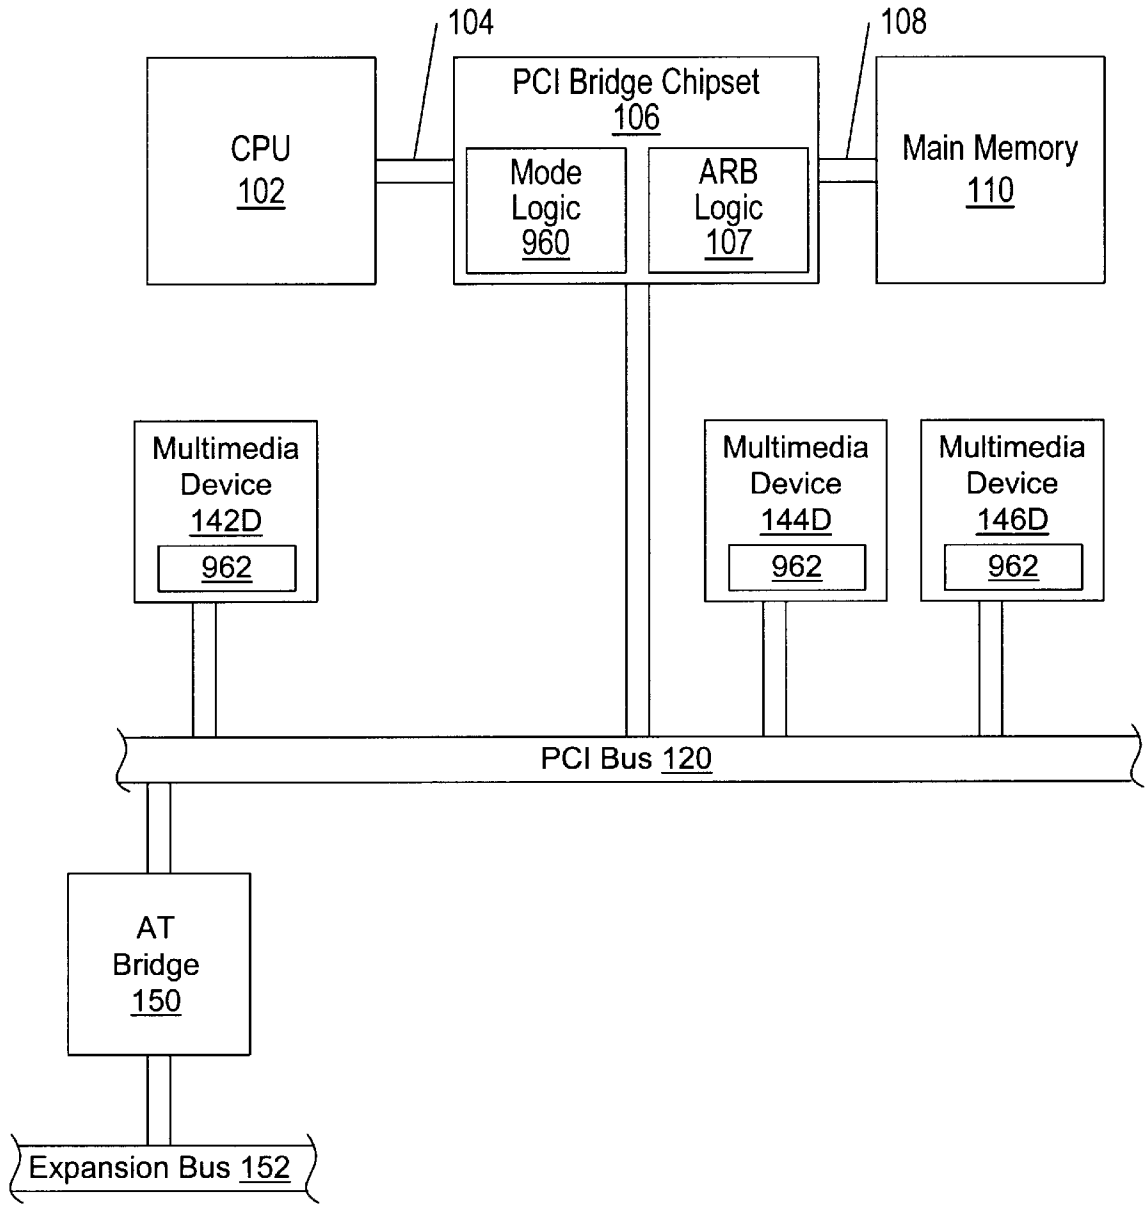 104
108
CPU
102
PCI Bridge Chipset
106
Mode
Logic
960
ARB
Logic
107
Main Memory
110
Multimedia
Device
142D
962
Multimedia
Device
144D
962
Multimedia
Device
146D
962
PCI Bus 120
AT
Bridge
150
Expansion Bus 152